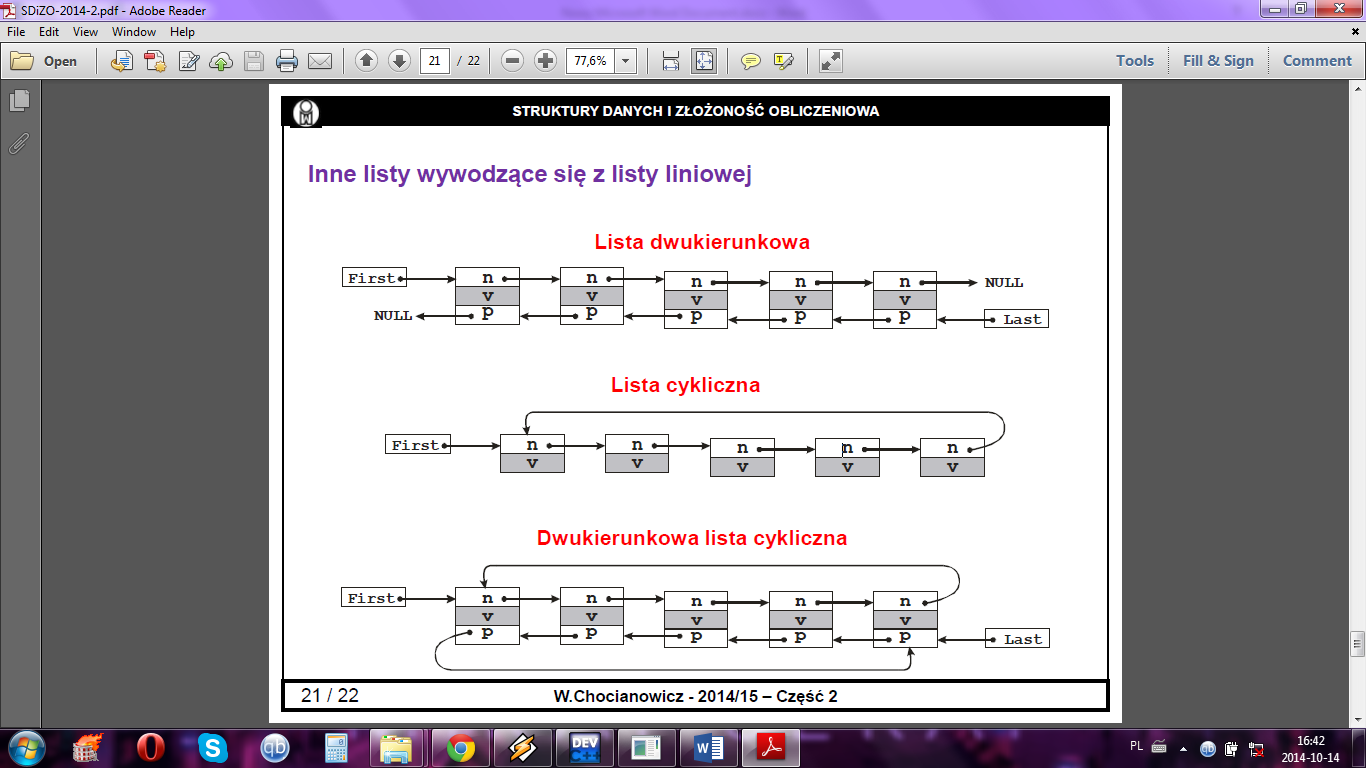 SDiZO-2014-2.pdf - Adobe Reader
File Edit View Window Help
Open 21 / 22 77,6% Tools Fill & Sign Comment
STRUKTURY DANYCH I ZŁOŻONOŚĆ OBLICZENIOWA
Inne listy wywodzące się z listy liniowej
Lista dwukierunkowa
First n n n n n NULL
v v v v v
NULL p p p p p Last
Lista cykliczna
First n n n n n
v v v v v
Dwukierunkowa lista cykliczna
First n n n n n
v v v v v
p p p p p Last
21 / 22 W.Chocianowicz - 2014/15 – Część 2
PL 16:42
2014-10-14